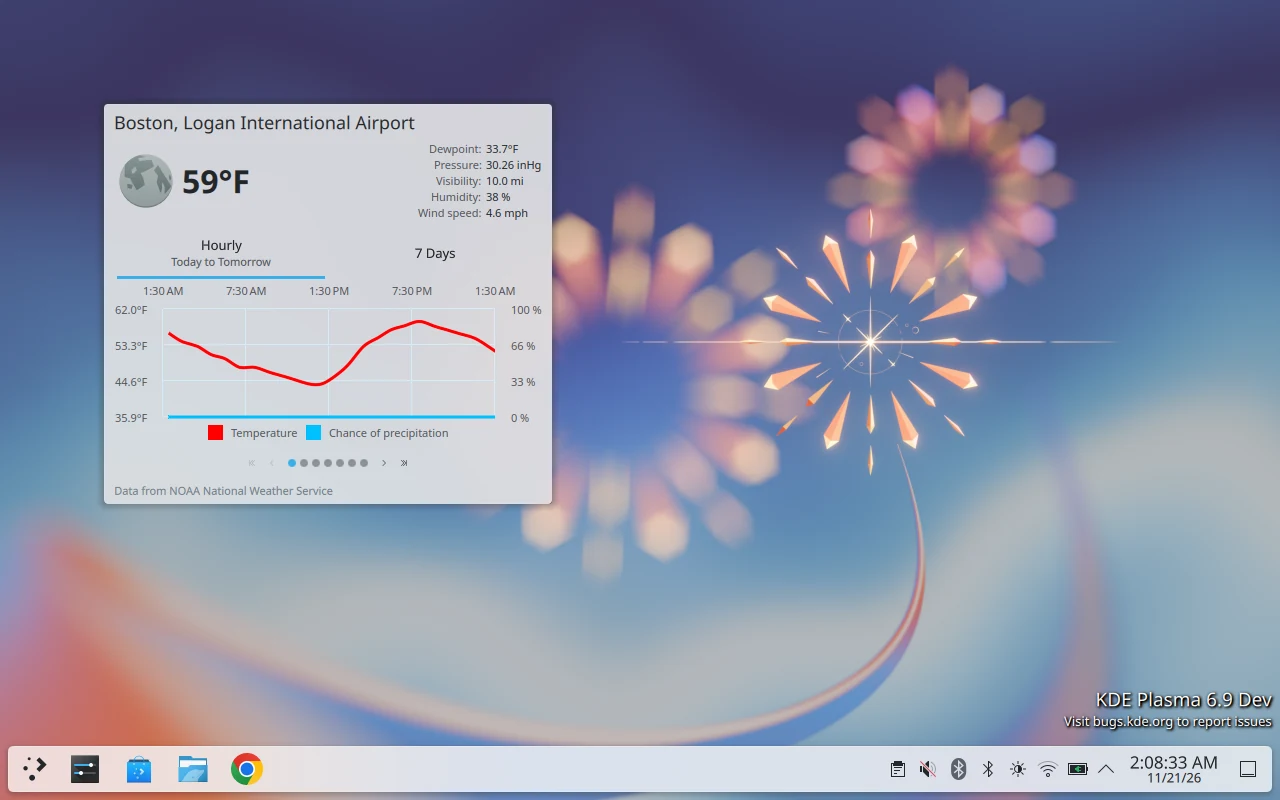 Boston, Logan International Airport
59°F
Dewpoint: 33.7°F
Pressure: 30.26 inHg
Visibility: 10.0 mi
Humidity: 38 %
Wind speed: 4.6 mph
Hourly
Today to Tomorrow
7 Days
1:30 AM 7:30 AM 1:30 PM 7:30 PM 1:30 AM
62.0°F 100 %
53.3°F 66 %
44.6°F 33 %
35.9°F 0 %
Temperature Chance of precipitation
Data from NOAA National Weather Service
KDE Plasma 6.9 Dev
Visit bugs.kde.org to report issues
2:08:33 AM
11/21/26